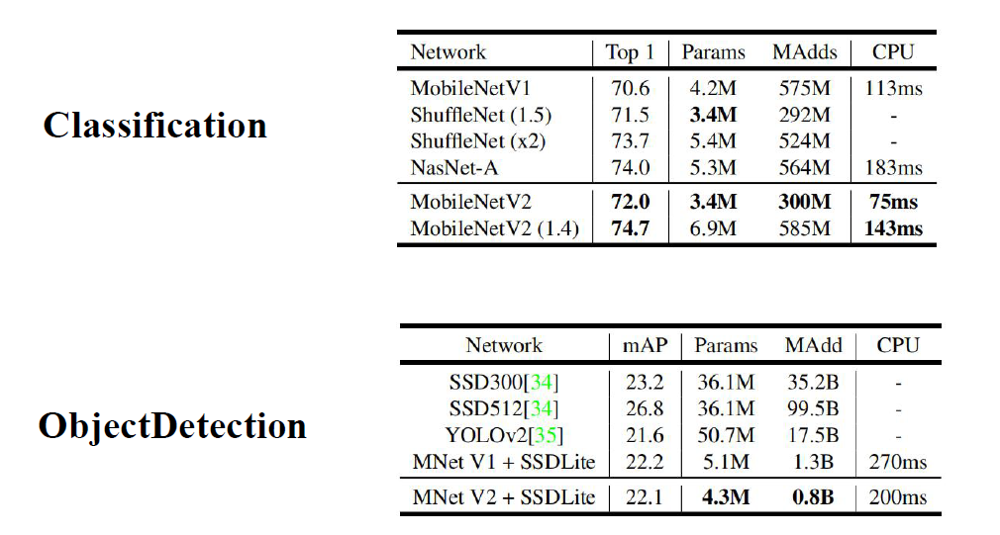 Classification
Network Top 1 Params MAdds CPU
MobileNetV1 70.6 4.2M 575M 113ms
ShuffleNet (1.5) 71.5 3.4M 292M -
ShuffleNet (x2) 73.7 5.4M 524M -
NasNet-A 74.0 5.3M 564M 183ms
MobileNetV2 72.0 3.4M 300M 75ms
MobileNetV2 (1.4) 74.7 6.9M 585M 143ms
ObjectDetection
Network mAP Params MAdd CPU
SSD300[34] 23.2 36.1M 35.2B -
SSD512[34] 26.8 36.1M 99.5B -
YOLOv2[35] 21.6 50.7M 17.5B -
MNet V1 + SSDLite 22.2 5.1M 1.3B 270ms
MNet V2 + SSDLite 22.1 4.3M 0.8B 200ms